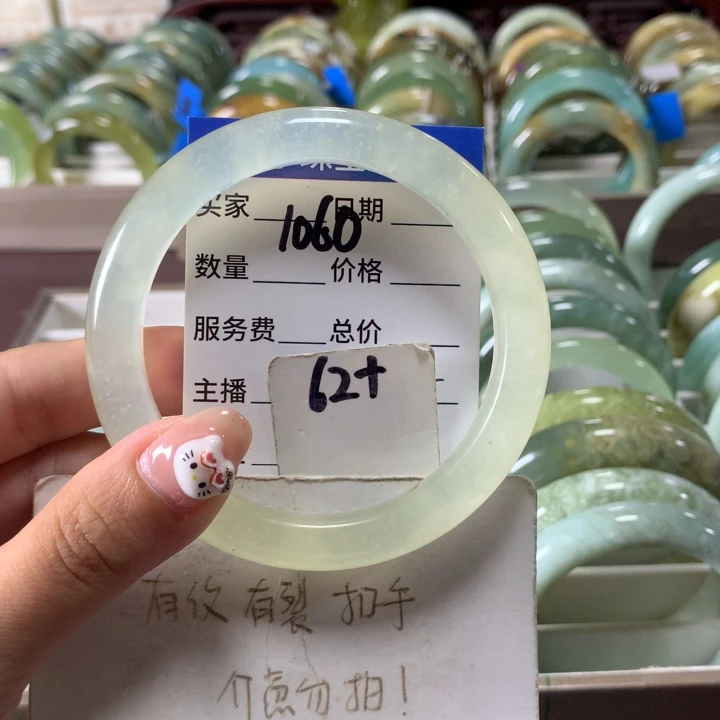 买家 1060 日期
数量 价格
服务费 总价
主播
62+
有纹 有裂 扣手
介意勿拍!